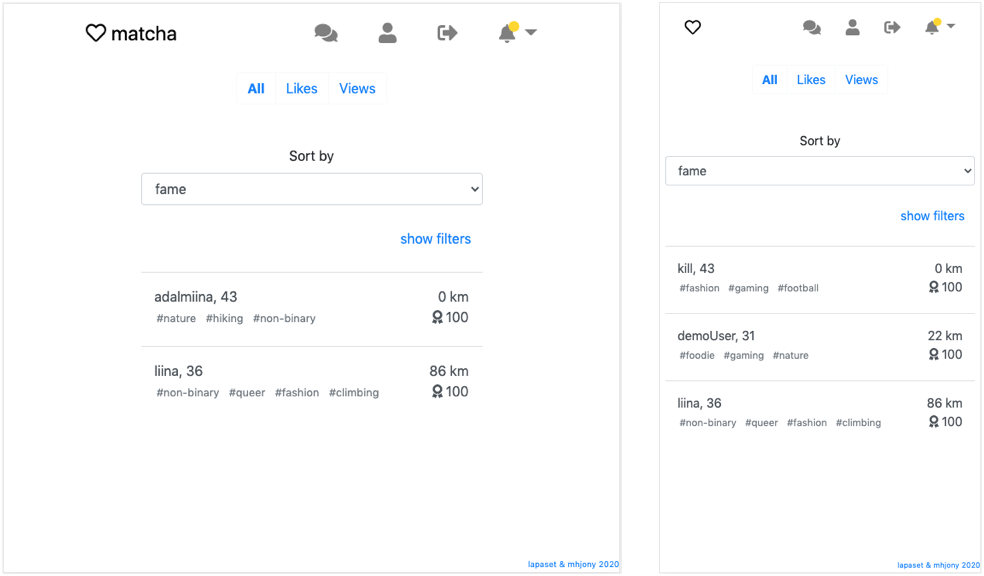 matcha
All Likes Views
Sort by
fame
show filters
adalmiina, 43 0 km
#nature #hiking #non-binary 100
liina, 36 86 km
#non-binary #queer #fashion #climbing 100
lapaset & mhjony 2020
All Likes Views
Sort by
fame
show filters
kill, 43 0 km
#fashion #gaming #football 100
demoUser, 31 22 km
#foodie #gaming #nature 100
liina, 36 86 km
#non-binary #queer #fashion #climbing 100
lapaset & mhjony 2020